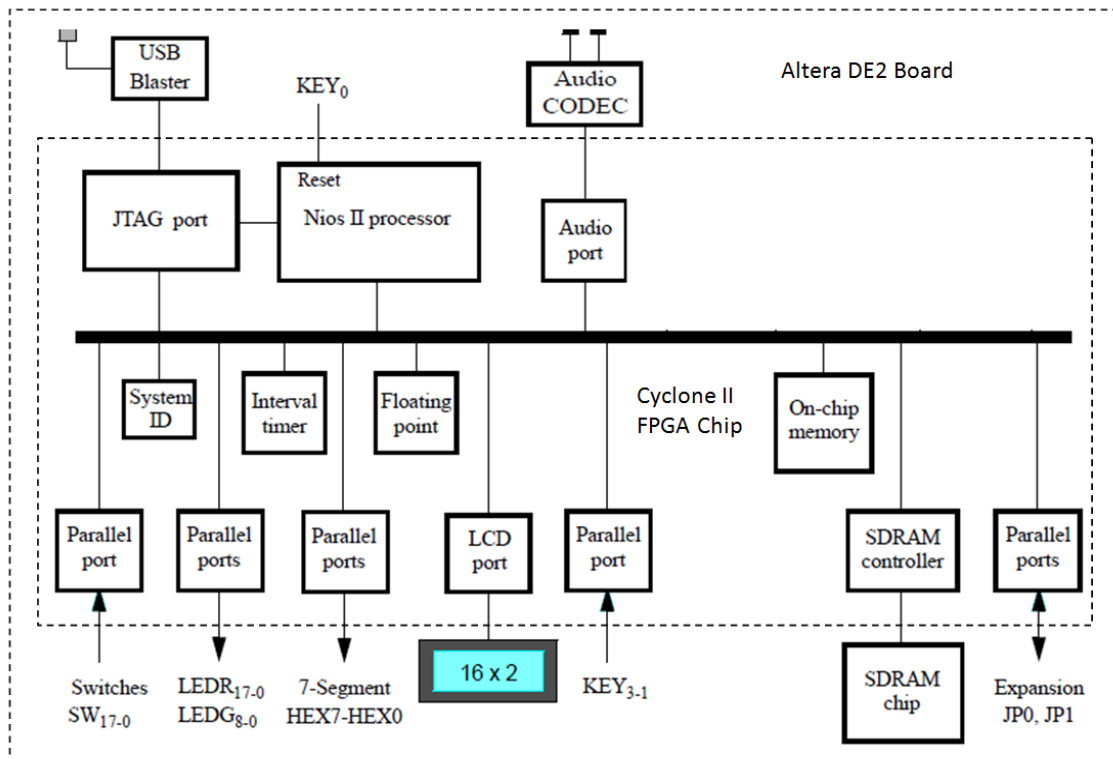 USB
Blaster
KEY0
Audio
CODEC
Altera DE2 Board
JTAG port
Reset
Nios II processor
Audio
port
System
ID
Interval
timer
Floating
point
Cyclone II
FPGA Chip
On-chip
memory
Parallel
port
Parallel
ports
Parallel
ports
LCD
port
Parallel
port
SDRAM
controller
Parallel
ports
Switches
SW17-0
LEDR17-0
LEDG8-0
7-Segment
HEX7-HEX0
16 x 2
KEY3-1
SDRAM
chip
Expansion
JP0, JP1